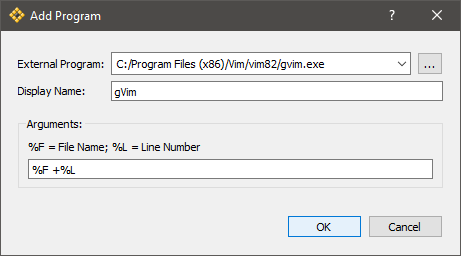 Add Program
?
External Program: C:/Program Files (x86)/Vim/vim82/gvim.exe ...
Display Name: gVim
Arguments:
%F = File Name; %L = Line Number
%F +%L
OK Cancel